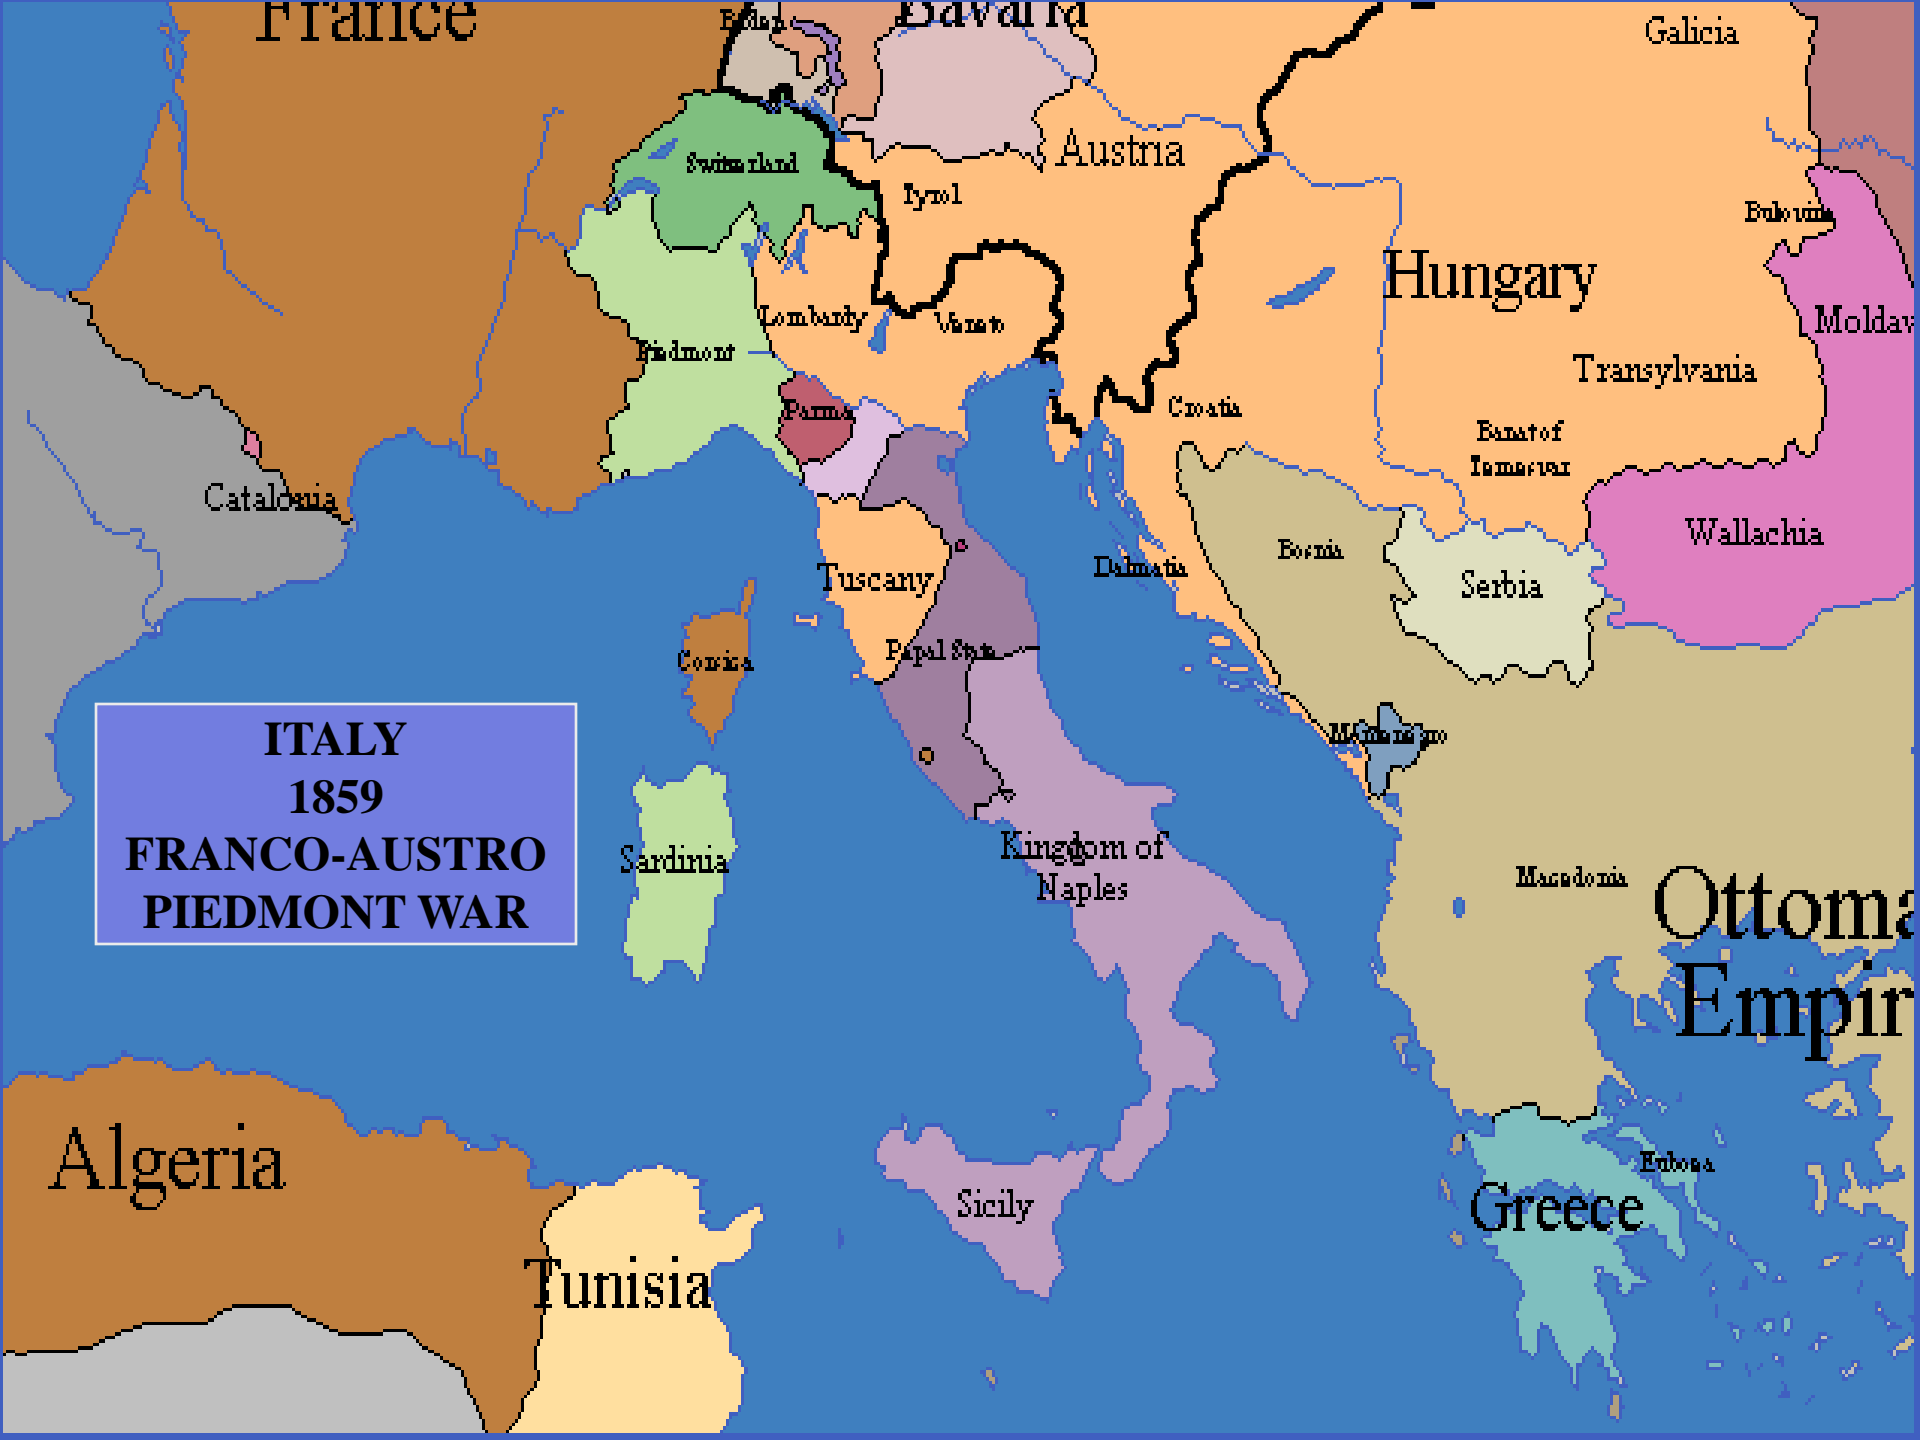 France
Baden
Bavaria
Galicia
Switzerland
Austria
Tyrol
Bukovina
Hungary
Moldav
Lombardy
Veneto
Piedmont
Transylvania
Parma
Croatia
Banat of
Temesvar
Catalonia
Wallachia
Bosnia
Dalmatia
Tuscany
Serbia
Papal State
Corsica
ITALY
1859
FRANCO-AUSTRO
PIEDMONT WAR
Montenegro
Sardinia
Kingdom of
Naples
Macedonia
Ottoma
Empir
Algeria
Euboea
Sicily
Greece
Tunisia